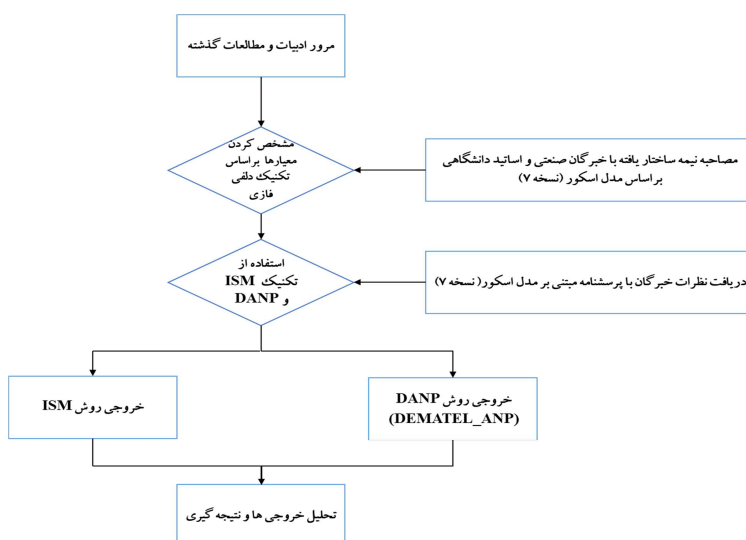 مرور ادبیات و مطالعات گذشته
مشخص کردن
معیارها براساس
تکنیک دلفی
فازی
مصاحبه نیمه ساختار یافته با خبرگان صنعتی و اساتید دانشگاهی
براساس مدل اسکور (نسخه ۷)
استفاده از
تکنیک ISM
و DANP
دریافت نظرات خبرگان با پرسشنامه مبتنی بر مدل اسکور( نسخه ۷)
خروجی روش DANP
(DEMATEL_ANP)
خروجی روش ISM
تحلیل خروجی ها و نتیجه گیری